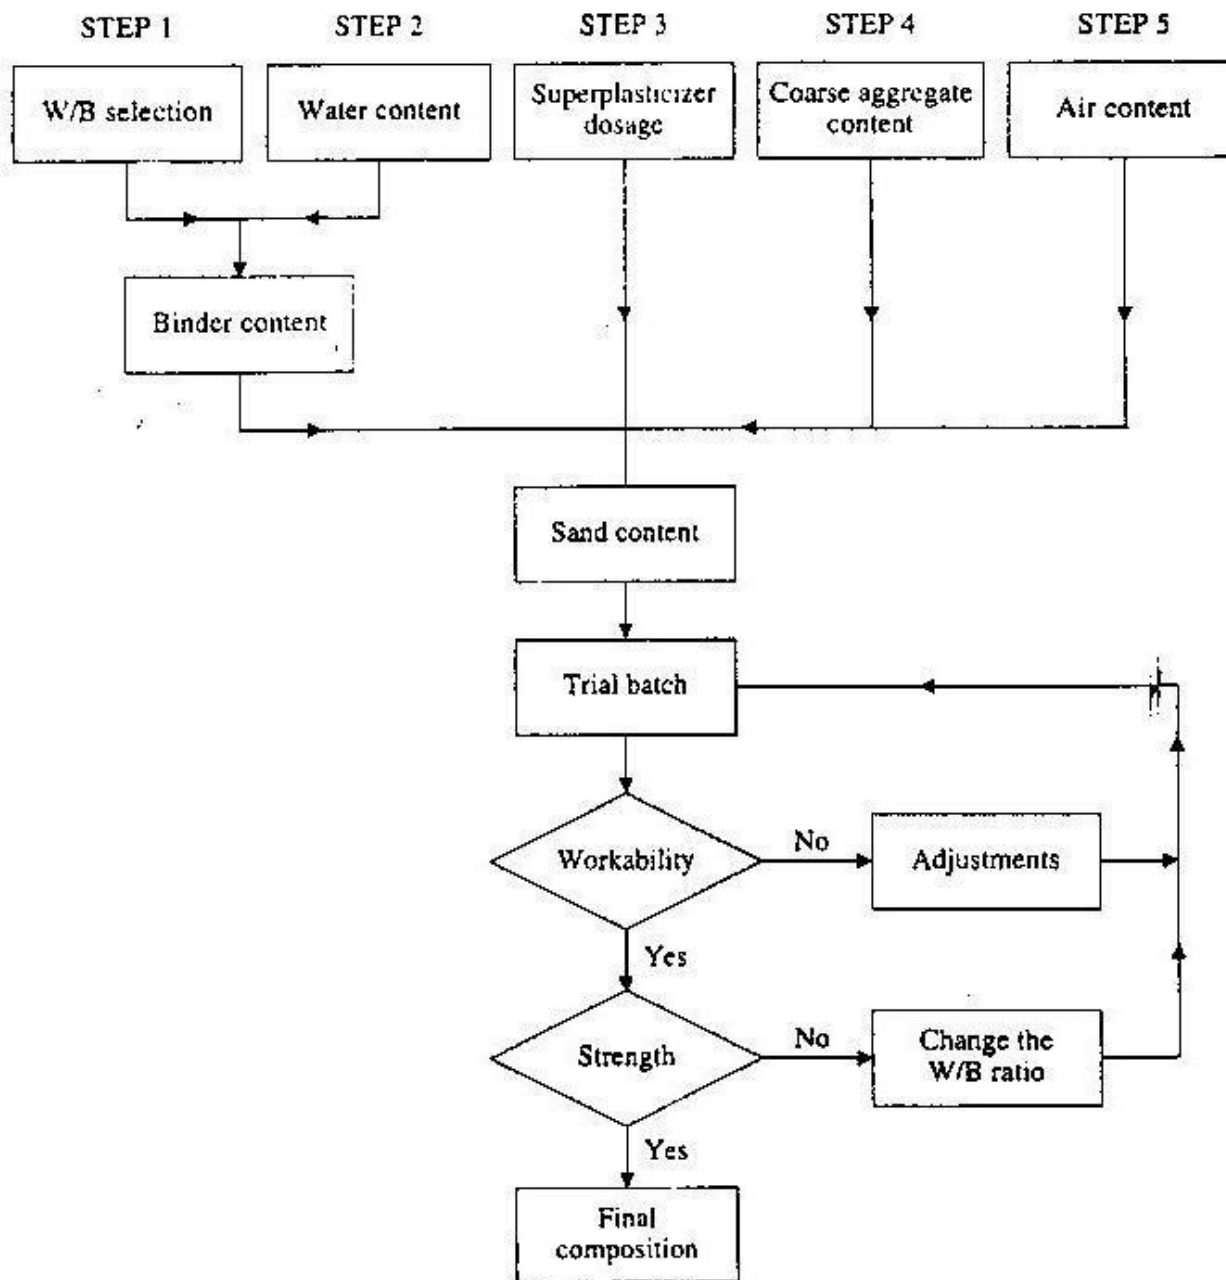 STEP 1
STEP 2
STEP 3
STEP 4
STEP 5
W/B selection
Water content
Superplasticizer
dosage
Coarse aggregate
content
Air content
Binder content
Sand content
Trial batch
Workability
No
Adjustments
Yes
Strength
No
Change the
W/B ratio
Yes
Final
composition